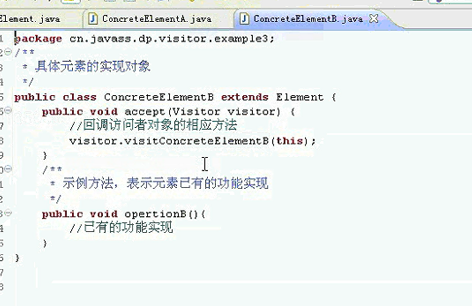 Element.java ConcreteElementA.java ConcreteElementB.java
package cn.javass.dp.visitor.example3;
/**
* 具体元素的实现对象
*/
public class ConcreteElementB extends Element {
public void accept(Visitor visitor) {
//回调访问者对象的相应方法
visitor.visitConcreteElementB(this);
}
/**
* 示例方法，表示元素已有的功能实现
*/
public void opertionB(){
//已有的功能实现
}
}